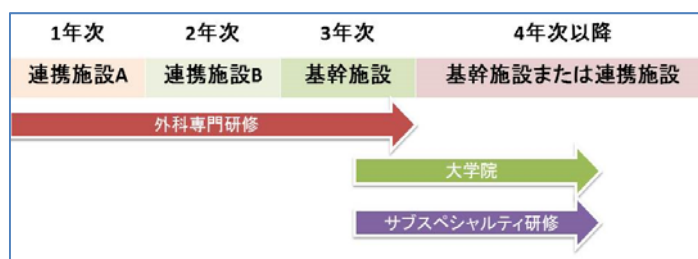 1年次 2年次 3年次 4年次以降
連携施設A 連携施設B 基幹施設 基幹施設または連携施設
外科専門研修
大学院
サブスペシャルティ研修